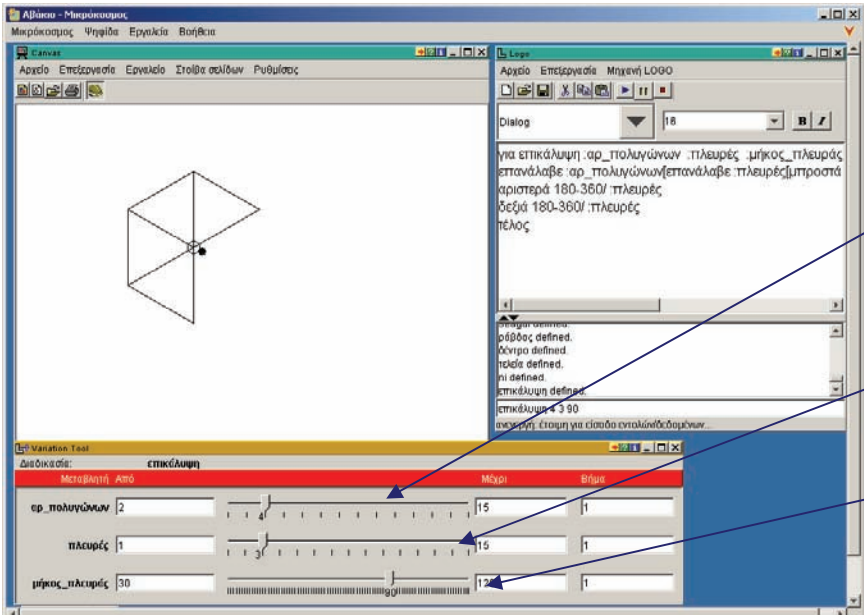 Αβάκιο - Μικρόκοσμος
Μικρόκοσμος Ψηφίδα Εργαλεία Βοήθεια
Canvas
Αρχείο Επεξεργασία Εργαλείο Στοίβα σελίδων Ρυθμίσεις
Logo
Αρχείο Επεξεργασία Μηχανή LOGO
Dialog 16 B I
για επικάλυψη :αρ_πολυγώνων :πλευρές :μήκος_πλευράς
επανάλαβε :αρ_πολυγώνων[επανάλαβε :πλευρές[μπροστά
αριστερά 180-360/ :πλευρές
δεξιά 180-360/ :πλευρές
τέλος
defined.
ράβδος defined.
δέντρο defined.
τελεία defined.
ni defined.
επικάλυψη defined.
επικάλυψη 4 3 90
ανενεργή: έτοιμη για είσοδο εντολών/δεδομένων...
Variation Tool
Διαδικασία: επικάλυψη
Μεταβλητή Από Μέχρι Βήμα
αρ_πολυγώνων 2 4 15 1
πλευρές 1 3 15 1
μήκος_πλευράς 30 90 1